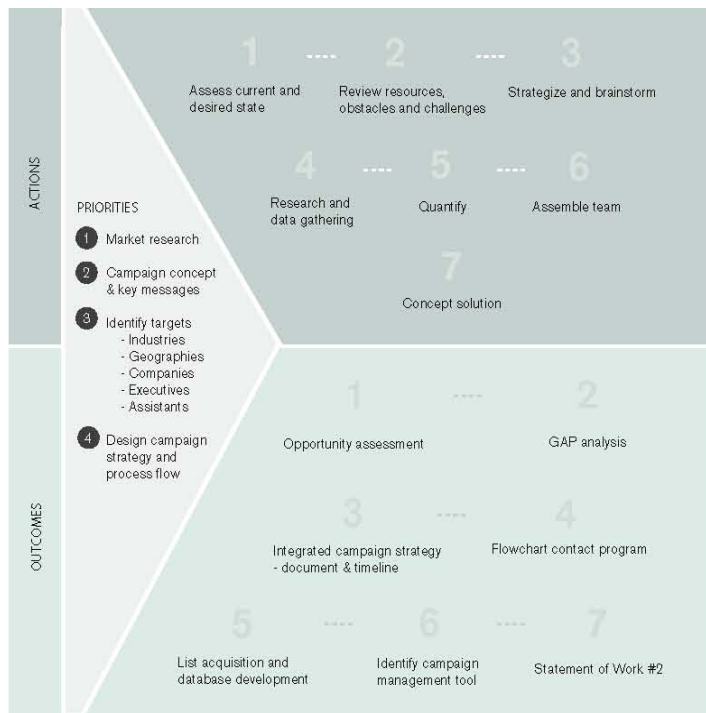 ACTIONS
PRIORITIES
1 Market research
2 Campaign concept
& key messages
3 Identify targets
- Industries
- Geographies
- Companies
- Executives
- Assistants
4 Design campaign
strategy and
process flow
1 ---- 2 ---- 3
Assess current and
desired state
Review resources,
obstacles and challenges
Strategize and brainstorm
4 ---- 5 ---- 6
Research and
data gathering
Quantify
Assemble team
7
Concept solution
OUTCOMES
1 ---- 2
Opportunity assessment
GAP analysis
3 ---- 4
Integrated campaign strategy
- document & timeline
Flowchart contact program
5 ---- 6 ---- 7
List acquisition and
database development
Identify campaign
management tool
Statement of Work #2